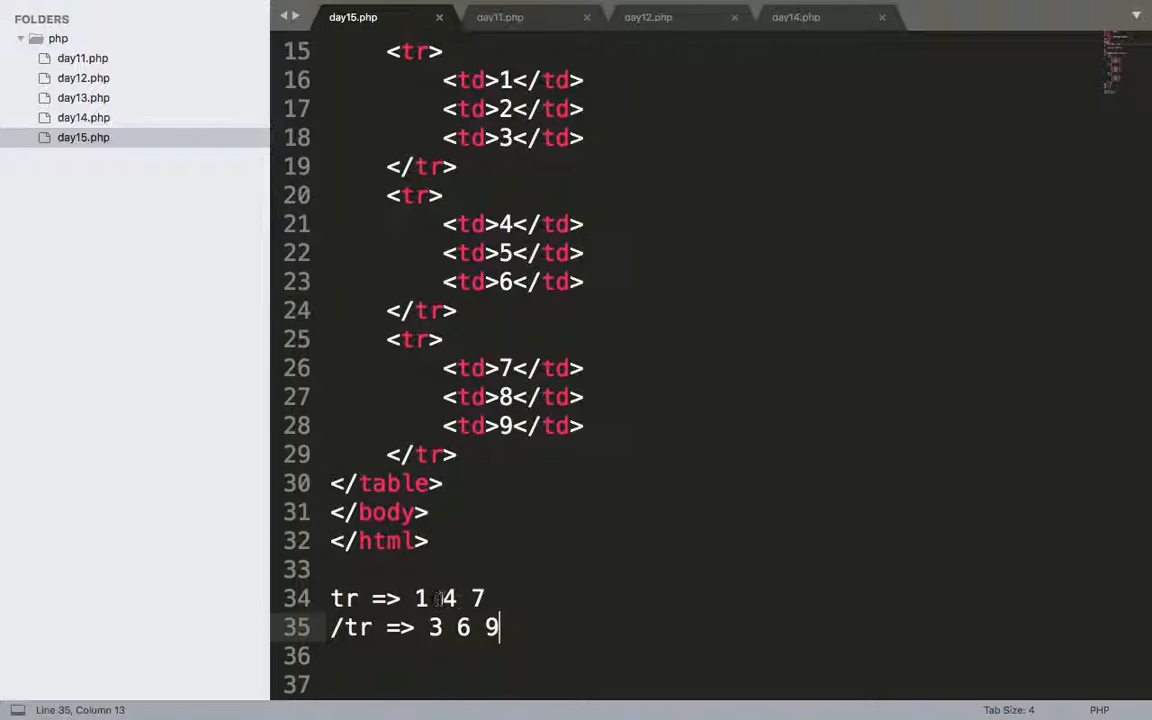 FOLDERS
php
day11.php
day12.php
day13.php
day14.php
day15.php
day15.php × day11.php × day12.php × day14.php ×
15 <tr>
16 <td>1</td>
17 <td>2</td>
18 <td>3</td>
19 </tr>
20 <tr>
21 <td>4</td>
22 <td>5</td>
23 <td>6</td>
24 </tr>
25 <tr>
26 <td>7</td>
27 <td>8</td>
28 <td>9</td>
29 </tr>
30 </table>
31 </body>
32 </html>
33
34 tr => 1 4 7
35 /tr => 3 6 9
36
37
Line 35, Column 13 Tab Size: 4 PHP